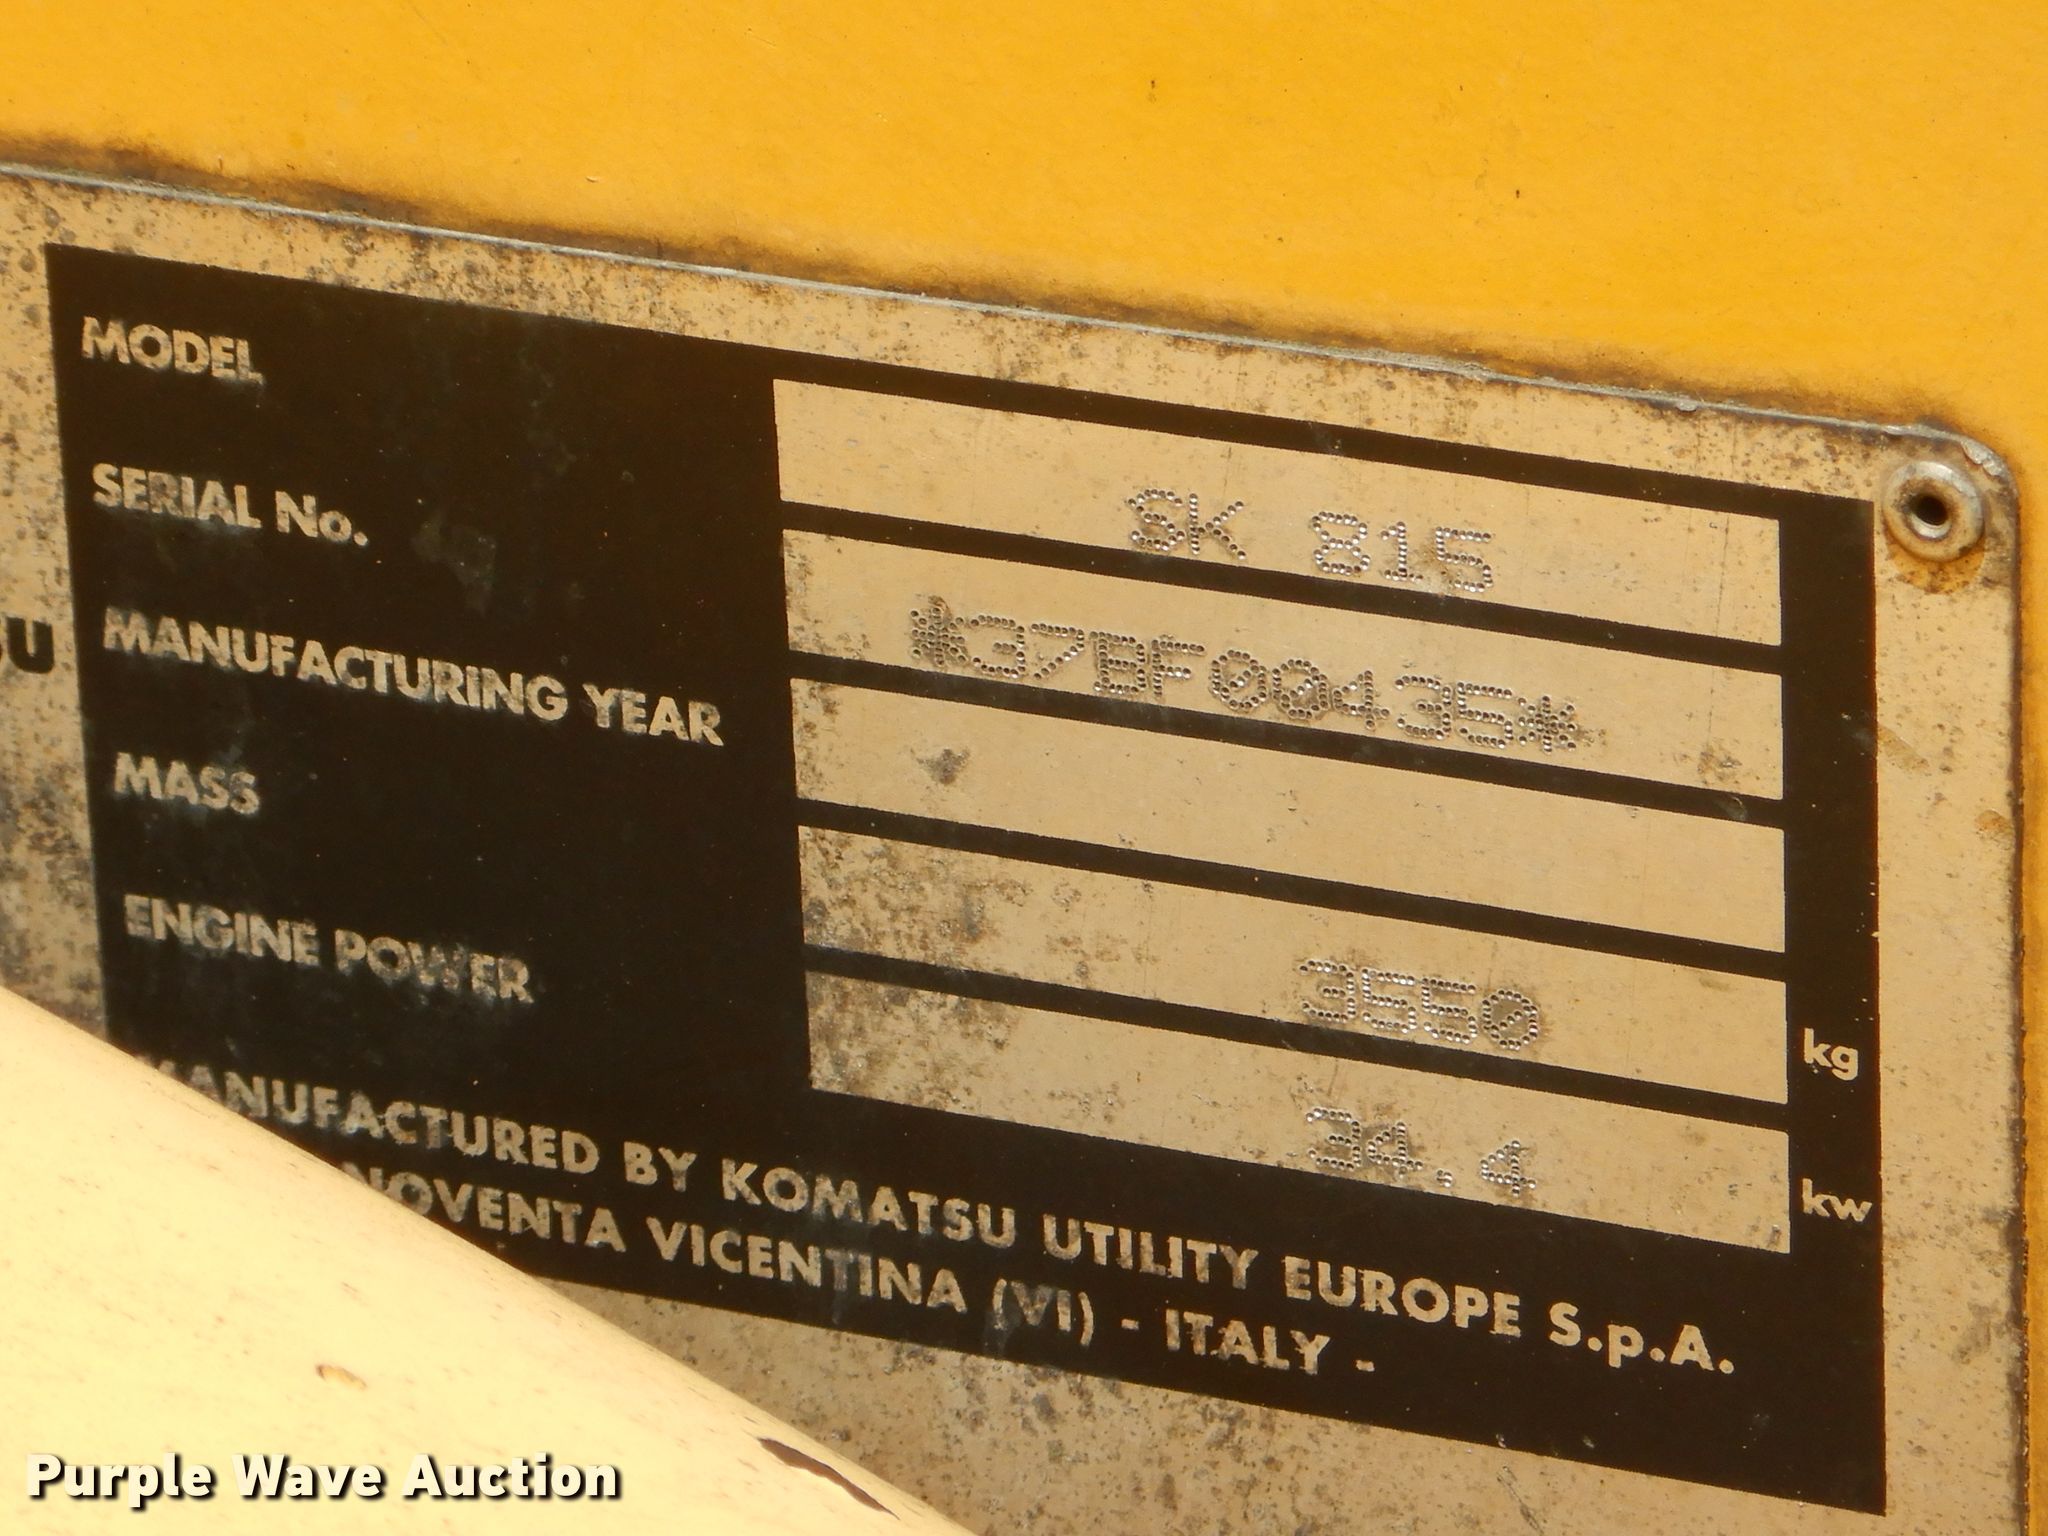 MODEL SK 815
SERIAL No. *37BF00435*
MANUFACTURING YEAR
MASS 3550 kg
ENGINE POWER 34.4 kw
MANUFACTURED BY KOMATSU UTILITY EUROPE S.p.A.
NOVENTA VICENTINA (VI) - ITALY -
U
Purple Wave Auction